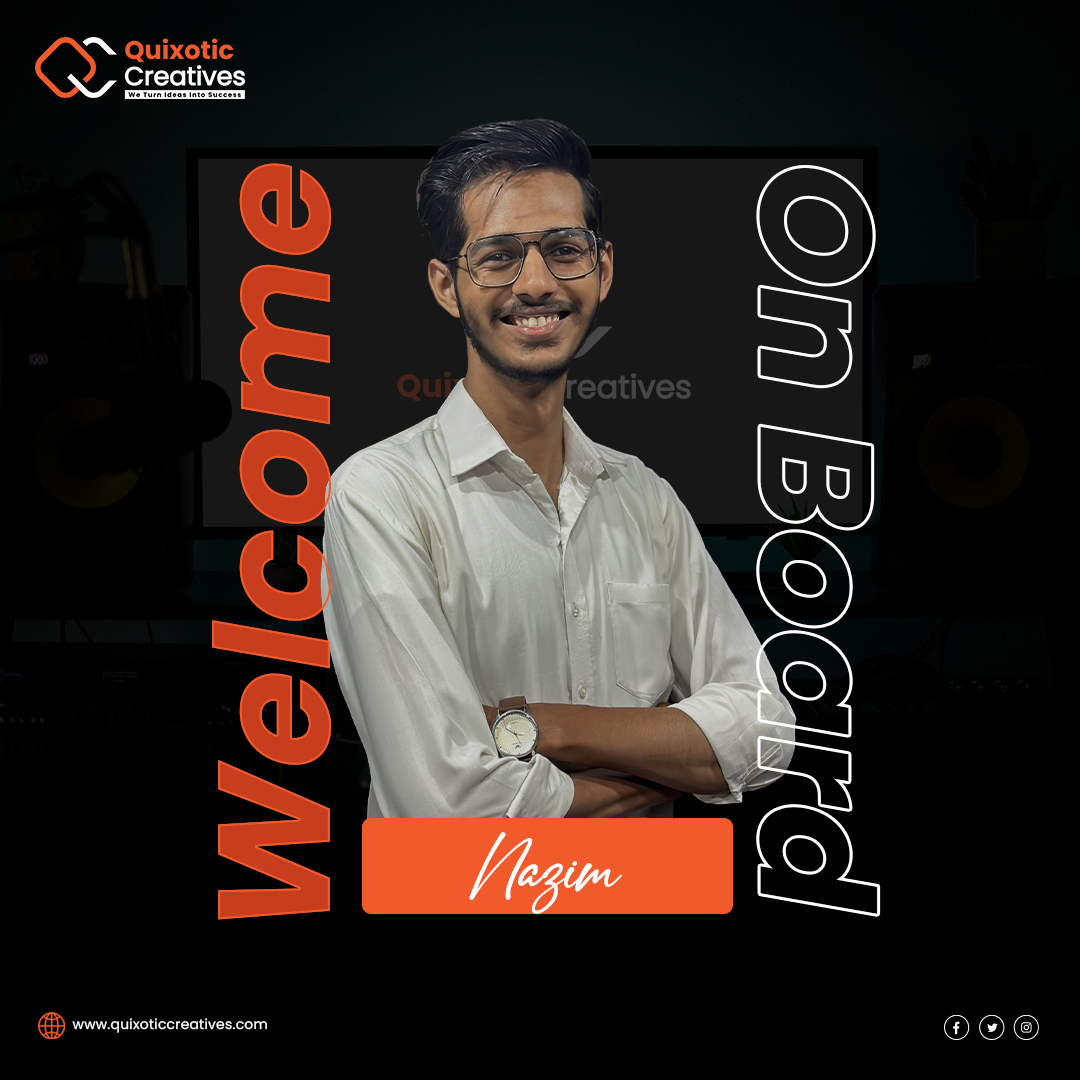 Quixotic
Creatives
We Turn Ideas Into Success
Welcome
On Board
Nazim
www.quixoticcreatives.com